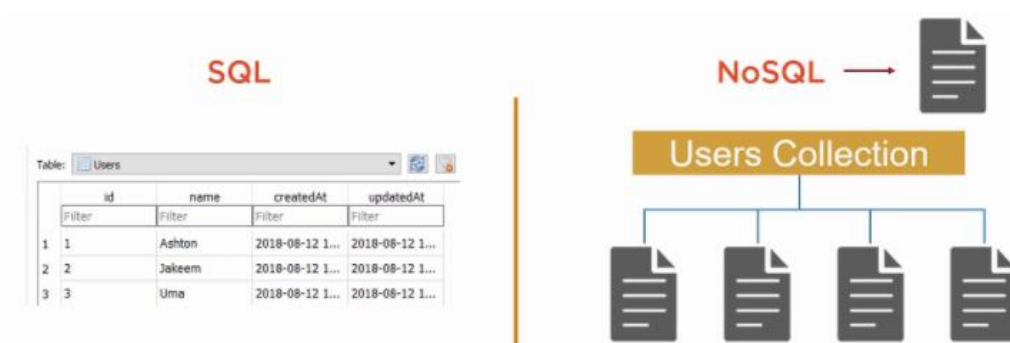 SQL
NoSQL
Users Collection
Table: Users
id name createdAt updatedAt
Filter Filter Filter Filter
1 1 Ashton 2018-08-12 1... 2018-08-12 1...
2 2 Jakeem 2018-08-12 1... 2018-08-12 1...
3 3 Uma 2018-08-12 1... 2018-08-12 1...